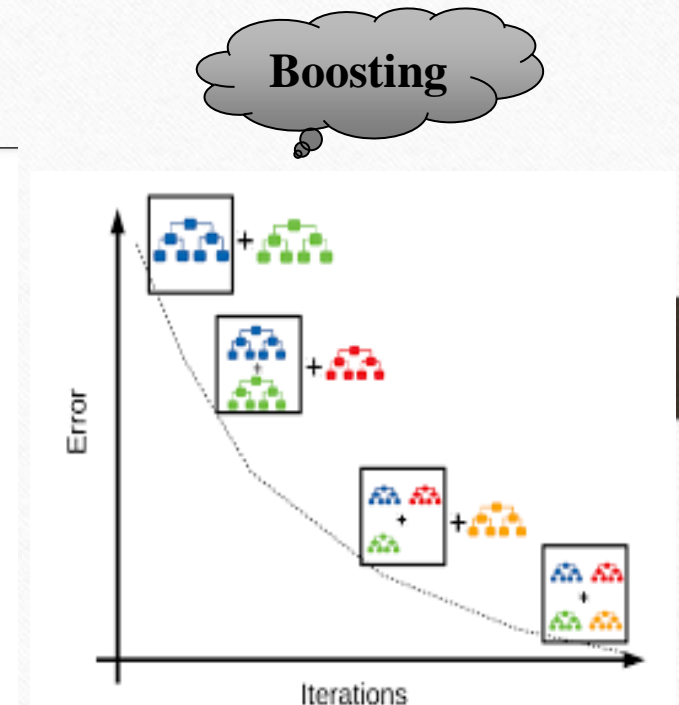 Boosting
+
+
+
+
+
+
Error
Iterations